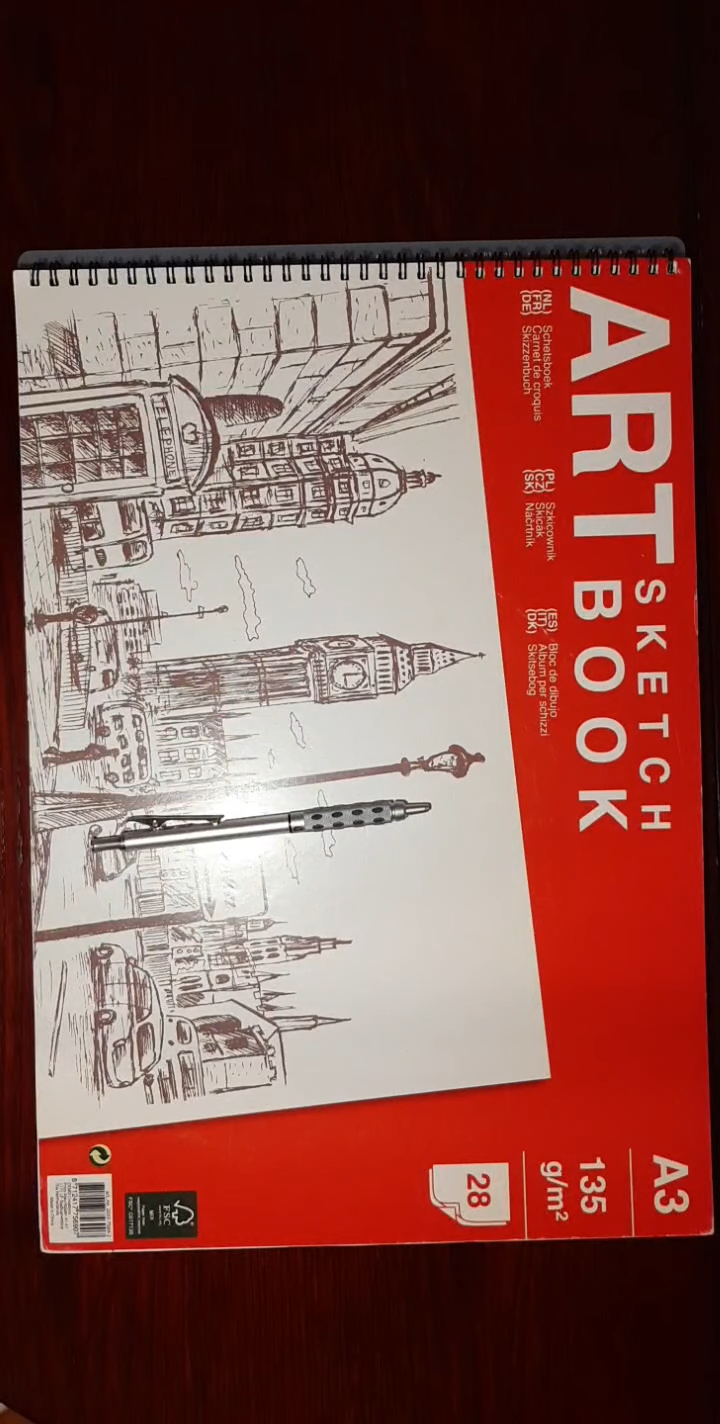 ART SKETCH
BOOK
(NL) Schetsboek
(FR) Carnet de croquis
(DE) Skizzenbuch
(PL) Szkicownik
(CZ) Skicák
(SK) Náčrtník
(ES) Bloc de dibujo
(IT) Album per schizzi
(DK) Skitsebog
TELEPHONE
A3
135
g/m²
28
FSC